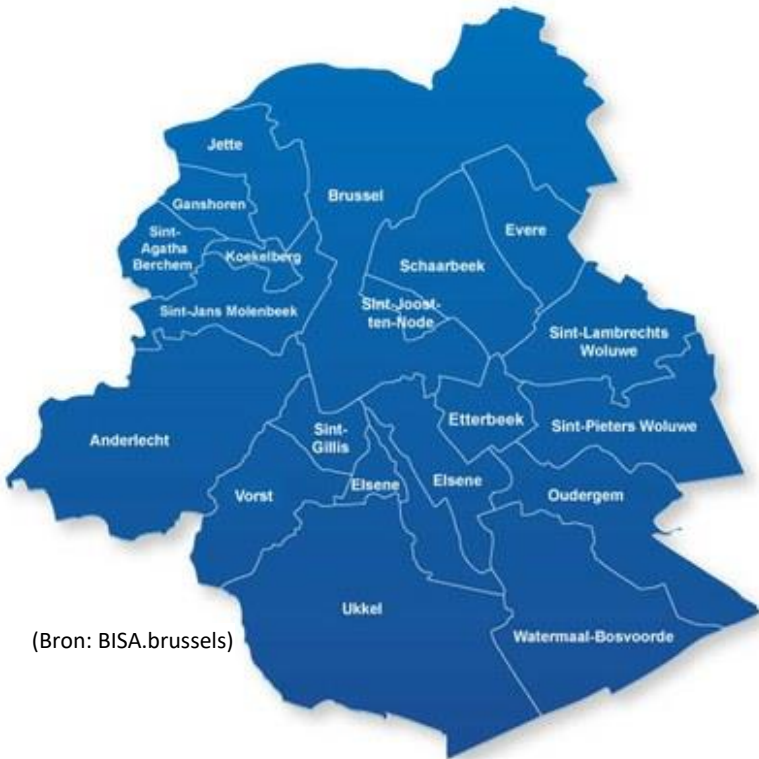 Jette
Brussel
Ganshoren
Evere
Sint-
Agatha
Berchem
Koekelberg
Schaarbeek
Sint-Jans Molenbeek
Sint-Joost-
ten-Node
Sint-Lambrechts
Woluwe
Anderlecht
Sint-
Gillis
Etterbeek
Sint-Pieters Woluwe
Vorst
Elsene
Elsene
Oudergem
Ukkel
Watermaal-Bosvoorde
(Bron: BISA.brussels)